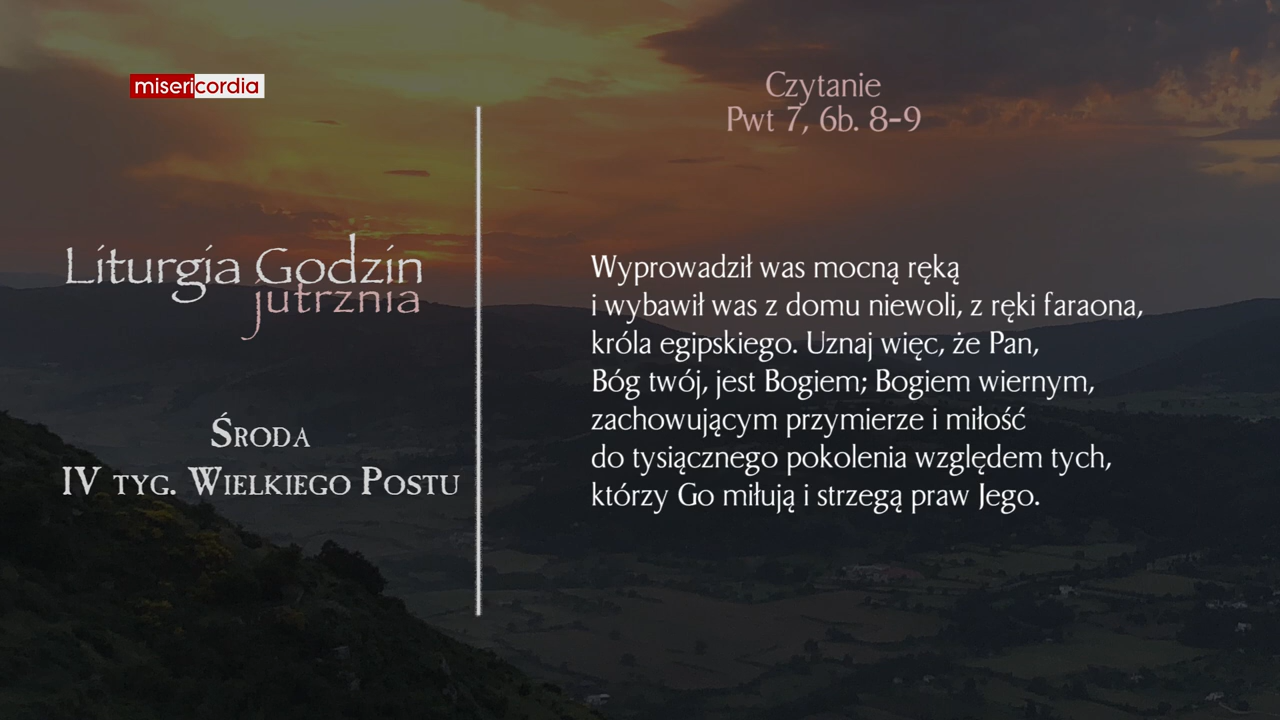 misericordia
Liturgia Godzin
jutrznia
Środa
IV tyg. Wielkiego Postu
Czytanie
Pwt 7, 6b. 8-9
Wyprowadził was mocną ręką
i wybawił was z domu niewoli, z ręki faraona,
króla egipskiego. Uznaj więc, że Pan,
Bóg twój, jest Bogiem; Bogiem wiernym,
zachowującym przymierze i miłość
do tysiącznego pokolenia względem tych,
którzy Go miłują i strzegą praw Jego.